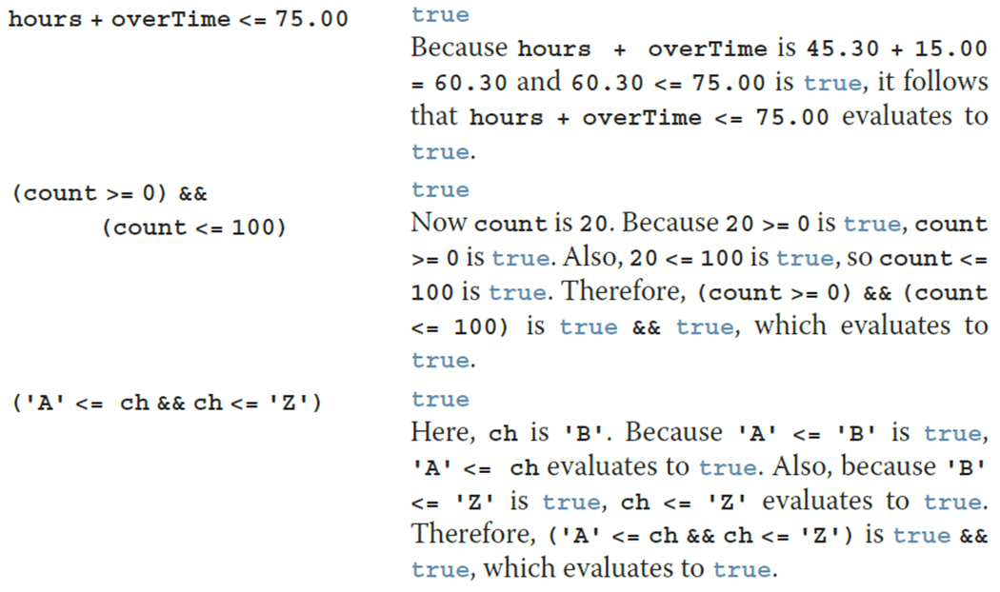 hours + overTime <= 75.00
true
Because hours + overTime is 45.30 + 15.00
= 60.30 and 60.30 <= 75.00 is true, it follows
that hours + overTime <= 75.00 evaluates to
true.
(count >= 0) &&
(count <= 100)
true
Now count is 20. Because 20 >= 0 is true, count
>= 0 is true. Also, 20 <= 100 is true, so count <=
100 is true. Therefore, (count >= 0) && (count
<= 100) is true && true, which evaluates to
true.
('A' <= ch && ch <= 'Z')
true
Here, ch is 'B'. Because 'A' <= 'B' is true,
'A' <= ch evaluates to true. Also, because 'B'
<= 'Z' is true, ch <= 'Z' evaluates to true.
Therefore, ('A' <= ch && ch <= 'Z') is true &&
true, which evaluates to true.